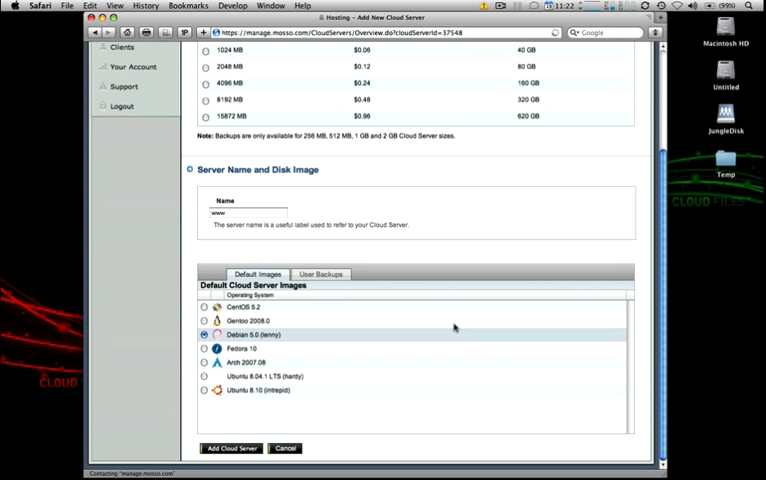 Safari File Edit View History Bookmarks Develop Window Help 19 11:22 (99%)
Hosting - Add New Cloud Server
1P + https://manage.mosso.com/CloudServers/Overview.do?cloudServerId=37548 Google
Clients
Your Account
Support
Logout
1024 MB $0.06 40 GB
2048 MB $0.12 80 GB
4096 MB $0.24 160 GB
8192 MB $0.48 320 GB
15872 MB $0.96 620 GB
Note: Backups are only available for 256 MB, 512 MB, 1 GB and 2 GB Cloud Server sizes.
Server Name and Disk Image
Name
www
The server name is a useful label used to refer to your Cloud Server.
Default Images User Backups
Default Cloud Server Images
Operating System
CentOS 5.2
Gentoo 2008.0
Debian 5.0 (lenny)
Fedora 10
Arch 2007.08
Ubuntu 8.04.1 LTS (hardy)
Ubuntu 8.10 (intrepid)
Add Cloud Server Cancel
Contacting "manage.mosso.com"
Macintosh HD
Untitled
JungleDisk
Temp
CLOUD FILES
CLOUD